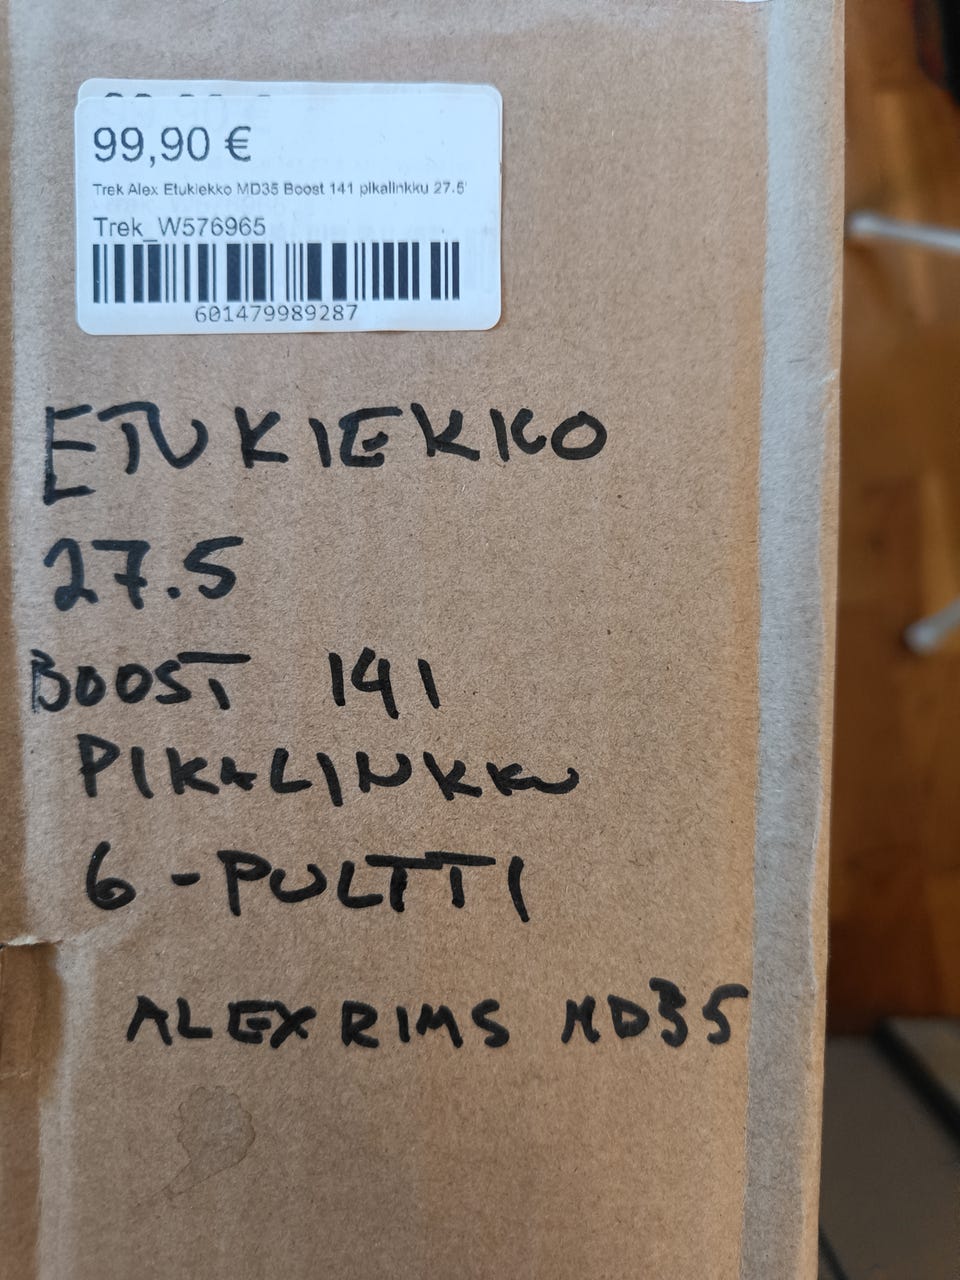 99,90 €
Trek Alex Etukiekko MD35 Boost 141 pikalinkku 27.5'
Trek_W576965
601479989287
ETUKIEKKO
27.5
BOOST 141
PIKALINKKU
6-PULTTI
ALEXRIMS MD35